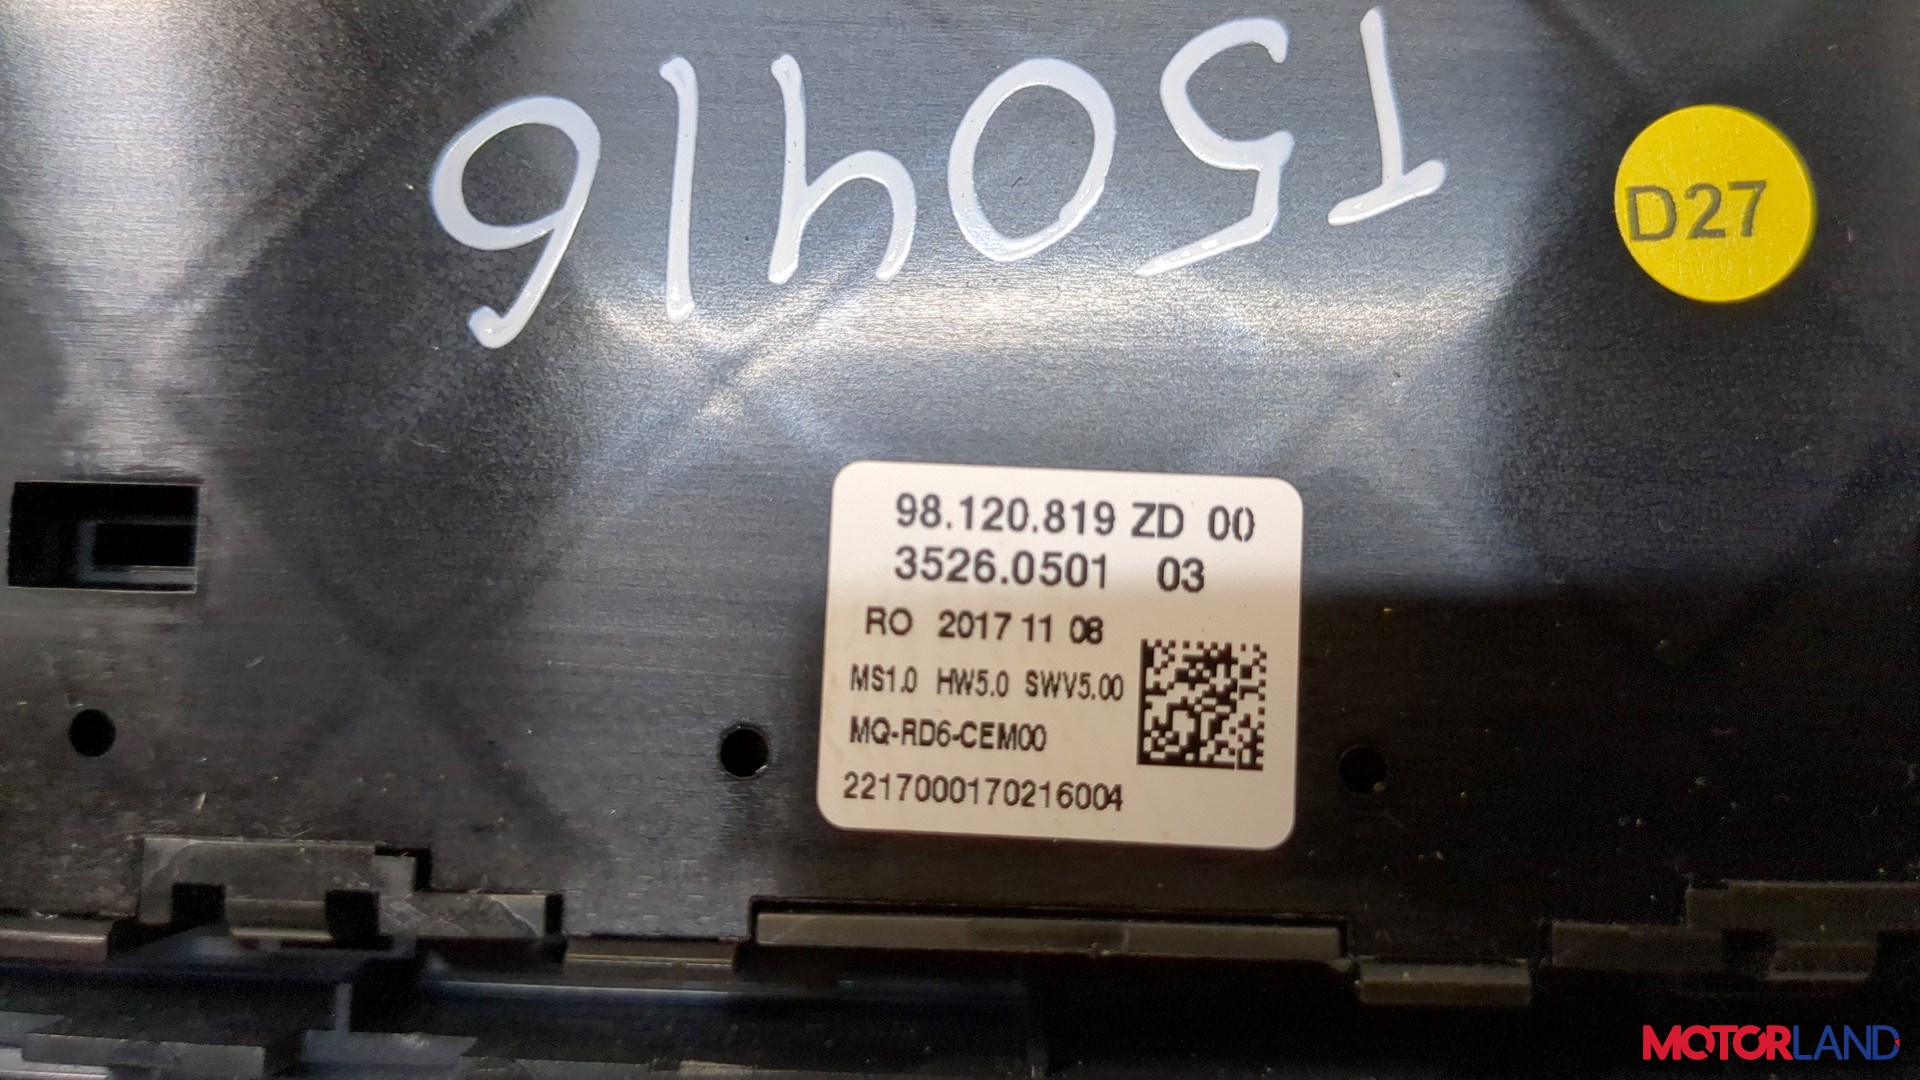 T50416
D27
98.120.819 ZD 00
3526.0501 03
RO 2017 11 08
MS1.0 HW5.0 SWV5.00
MQ-RD6-CEM00
2217000170216004
MOTORLAND